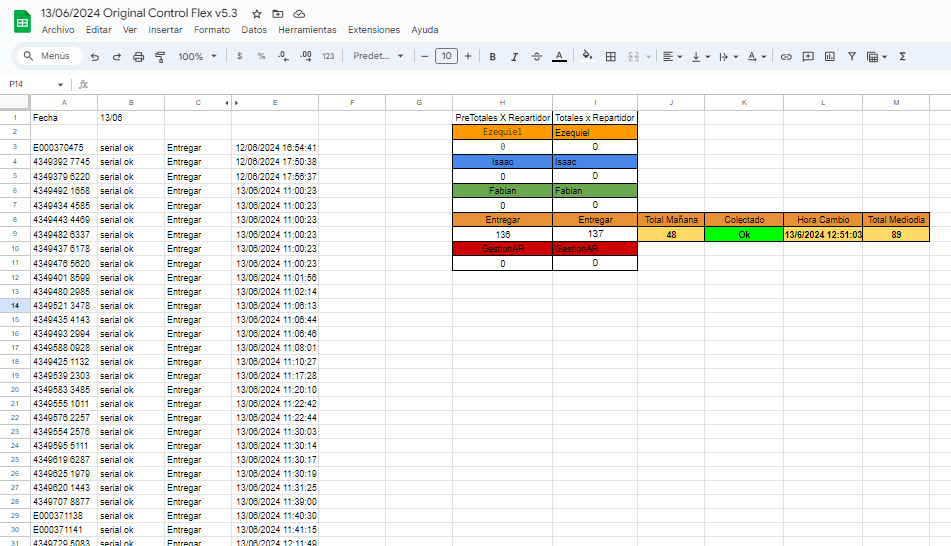 13/06/2024 Original Control Flex v5.3
Archivo Editar Ver Insertar Formato Datos Herramientas Extensiones Ayuda
Menús 100% $ % .0 .00 123 Predet... 10 B I A Σ
P14 fx
A B C E F G H I J K L M
1 Fecha 13/06 PreTotales X Repartidor Totales x Repartidor
2 Ezequiel Ezequiel
3 E000370475 serial ok Entregar 12/06/2024 16:54:41 0 0
4 4349392 7745 serial ok Entregar 12/06/2024 17:50:38 Isaac Isaac
5 4349379 6220 serial ok Entregar 12/06/2024 17:56:37 0 0
6 4349492 1658 serial ok Entregar 13/06/2024 11:00:23 Fabian Fabian
7 4349434 4585 serial ok Entregar 13/06/2024 11:00:23 0 0
8 4349443 4469 serial ok Entregar 13/06/2024 11:00:23 Entregar Entregar Total Mañana Colectado Hora Cambio Total Mediodia
9 4349482 6337 serial ok Entregar 13/06/2024 11:00:23 136 137 48 Ok 13/6/2024 12:51:03 89
10 4349437 6178 serial ok Entregar 13/06/2024 11:00:23 GestionAR GestionAR
11 4349476 5620 serial ok Entregar 13/06/2024 11:00:23 0 0
12 4349401 8599 serial ok Entregar 13/06/2024 11:01:56
13 4349480 2985 serial ok Entregar 13/06/2024 11:02:14
14 4349521 3478 serial ok Entregar 13/06/2024 11:06:13
15 4349435 4143 serial ok Entregar 13/06/2024 11:06:44
16 4349493 2994 serial ok Entregar 13/06/2024 11:06:46
17 4349588 0928 serial ok Entregar 13/06/2024 11:08:01
18 4349425 1132 serial ok Entregar 13/06/2024 11:10:27
19 4349539 2303 serial ok Entregar 13/06/2024 11:17:28
20 4349583 3485 serial ok Entregar 13/06/2024 11:20:10
21 4349555 1011 serial ok Entregar 13/06/2024 11:22:42
22 4349576 2257 serial ok Entregar 13/06/2024 11:22:44
23 4349554 2576 serial ok Entregar 13/06/2024 11:30:03
24 4349595 5111 serial ok Entregar 13/06/2024 11:30:14
25 4349619 6287 serial ok Entregar 13/06/2024 11:30:17
26 4349625 1979 serial ok Entregar 13/06/2024 11:30:19
27 4349620 1443 serial ok Entregar 13/06/2024 11:31:25
28 4349707 8877 serial ok Entregar 13/06/2024 11:39:00
29 E000371138 serial ok Entregar 13/06/2024 11:40:30
30 E000371141 serial ok Entregar 13/06/2024 11:41:15
31 4349729 5083 serial ok Entregar 13/06/2024 12:11:49